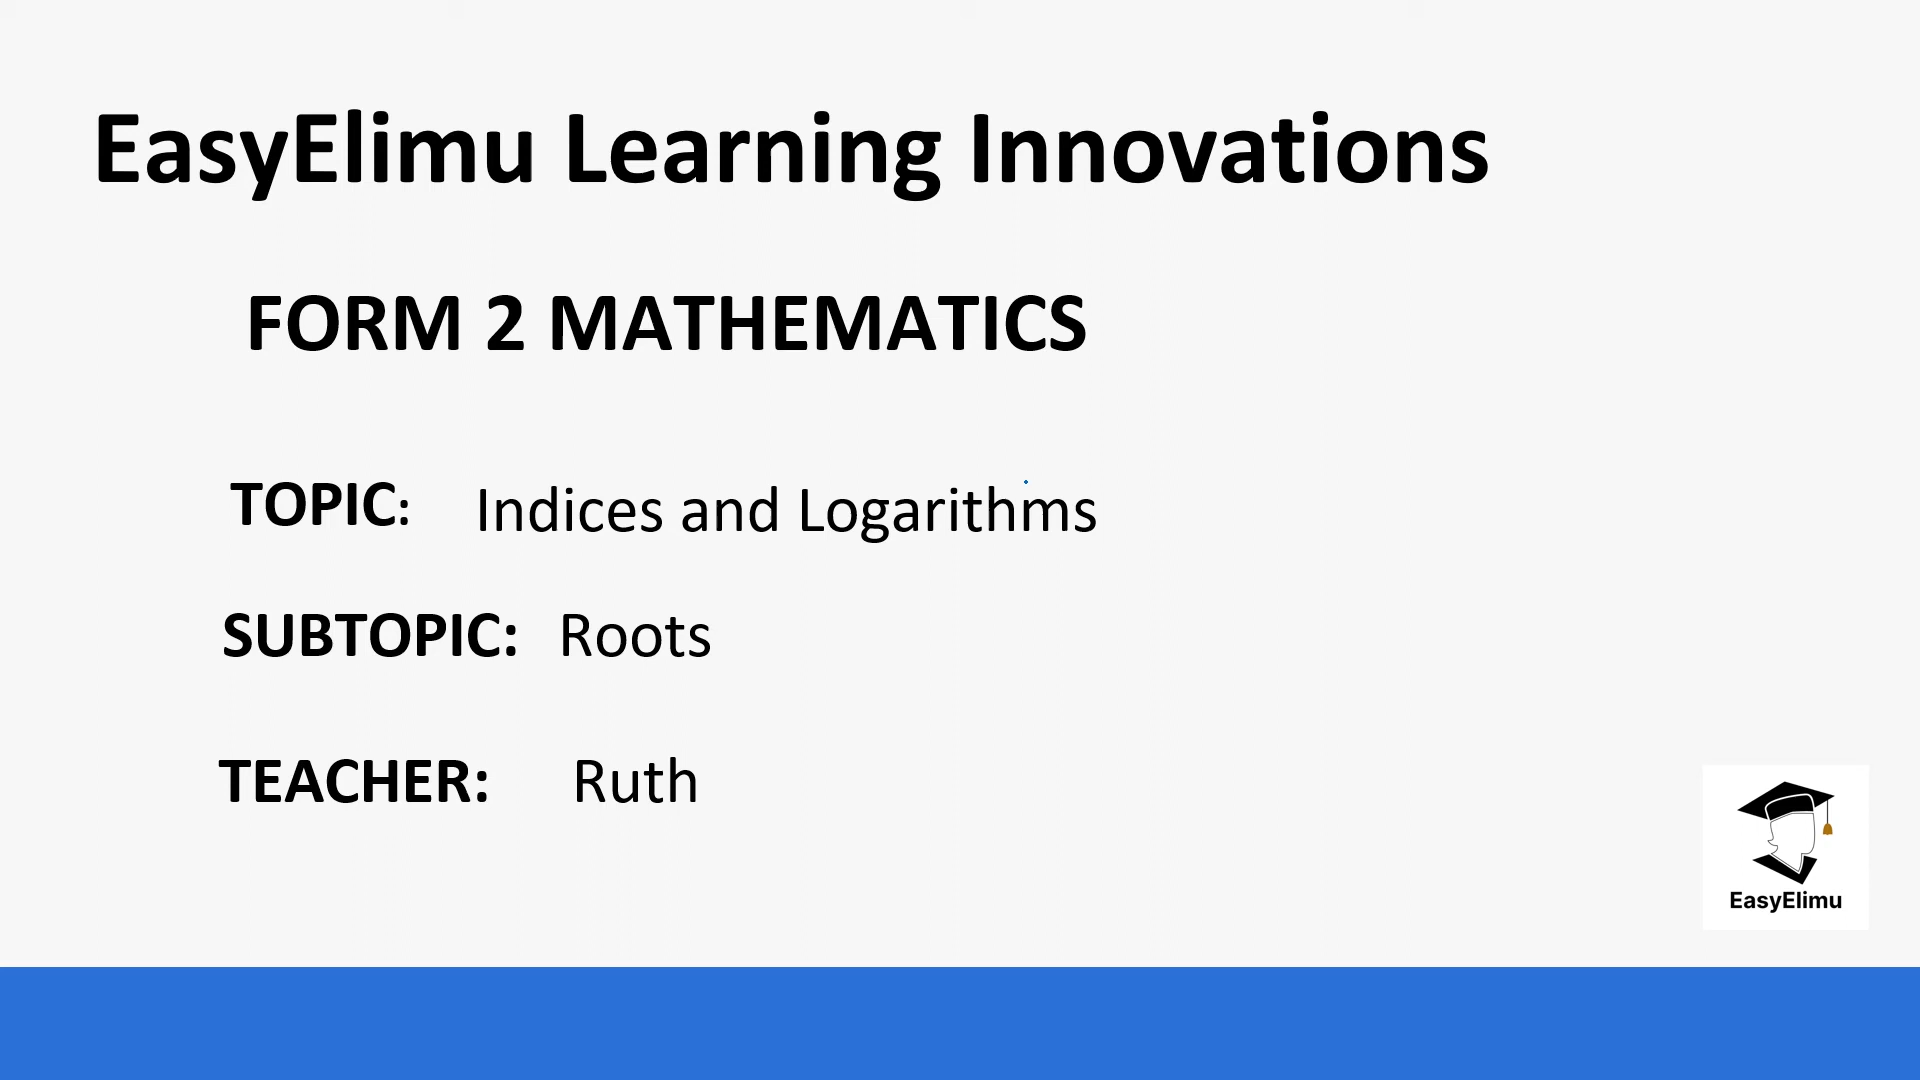 EasyElimu Learning Innovations
FORM 2 MATHEMATICS
TOPIC: Indices and Logarithms
SUBTOPIC: Roots
TEACHER: Ruth
EasyElimu